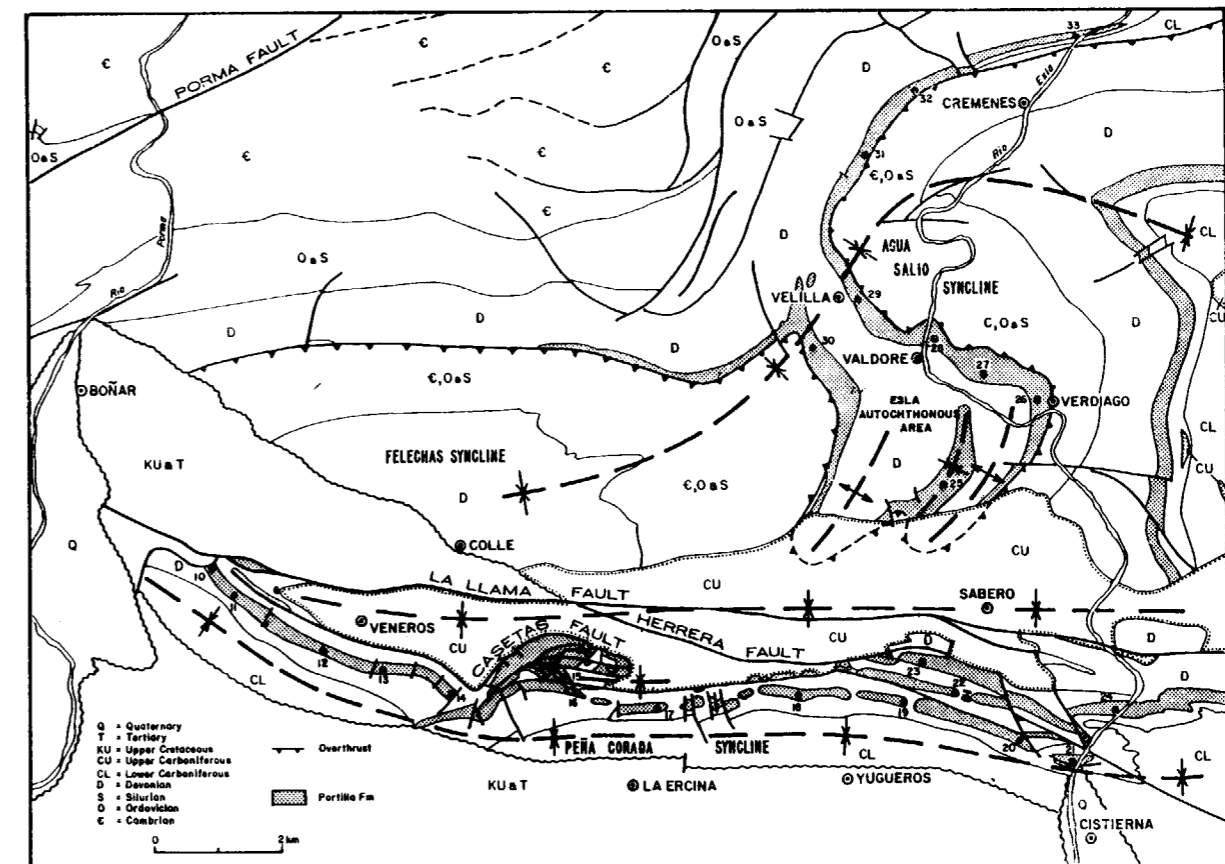 33
CL
Є
PORMA FAULT
O a S
Є
D
32
CREMENES
Rio Esla
D
O a S
O a S
Є
Є
31
Є,O a S
Є
CL
Rio Porma
O a S
D
AGUA
SALIO
SYNCLINE
VELILLA
29
D
D
D
D
C,O a S
CU
30
28
VALDORE
27
BOÑAR
Є,O a S
26
VERDIAGO
ESLA
AUTOCHTHONOUS
AREA
CL
KU a T
FELECHAS SYNCLINE
D
D
Є,O a S
25
CU
Q
COLLE
CU
D
10
LA LLAMA FAULT
CU
SABERO
11
VENEROS
CU
CASETAS FAULT
HERRERA FAULT
CU
D
D
12
13
14
15
16
17
18
19
23
22
D
CL
20
21
PEÑA CORADA SYNCLINE
CL
CL
KU a T
LA ERCINA
YUGUEROS
Q
CISTIERNA
Q = Quaternary
T = Tertiary
KU = Upper Cretaceous
CU = Upper Carboniferous
CL = Lower Carboniferous
D = Devonian
S = Silurian
O = Ordovician
Є = Cambrian
Overthrust
Portilla Fm
0 2 km